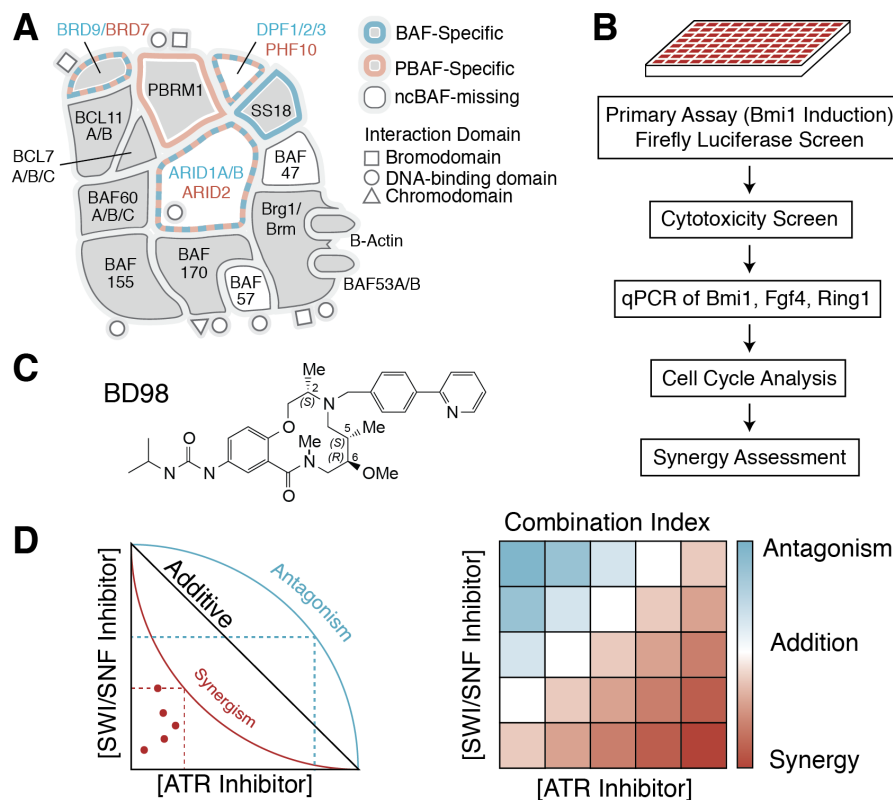 A
BRD9/BRD7
DPF1/2/3
PHF10
PBRM1
SS18
BCL11
A/B
BCL7
A/B/C
ARID1A/B
ARID2
BAF
47
BAF60
A/B/C
Brg1/
Brm
B-Actin
BAF
155
BAF
170
BAF
57
BAF53A/B
BAF-Specific
PBAF-Specific
ncBAF-missing
Interaction Domain
Bromodomain
DNA-binding domain
Chromodomain
B
Primary Assay (Bmi1 Induction)
Firefly Luciferase Screen
Cytotoxicity Screen
qPCR of Bmi1, Fgf4, Ring1
Cell Cycle Analysis
Synergy Assessment
C
BD98
Me
2
(S)
N
N
O
Me
5
Me
(S)
(R)
6
OMe
N
O
N
H
N
H
O
D
[SWI/SNF Inhibitor]
Additive
Antagonism
Synergism
[ATR Inhibitor]
Combination Index
[SWI/SNF Inhibitor]
[ATR Inhibitor]
Antagonism
Addition
Synergy